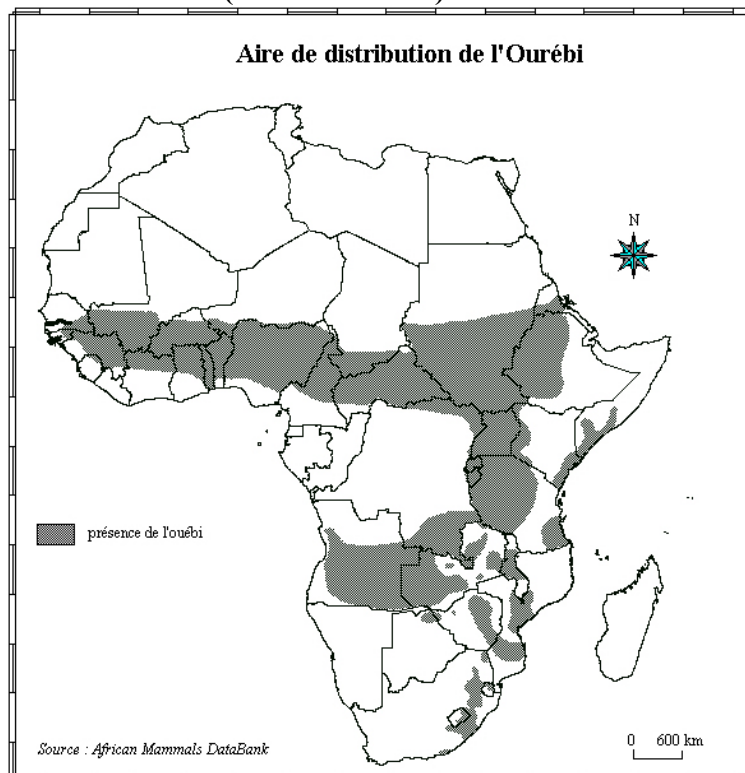 Aire de distribution de l'Ourébi
N
présence de l'ouébi
Source : African Mammals DataBank
0 600 km